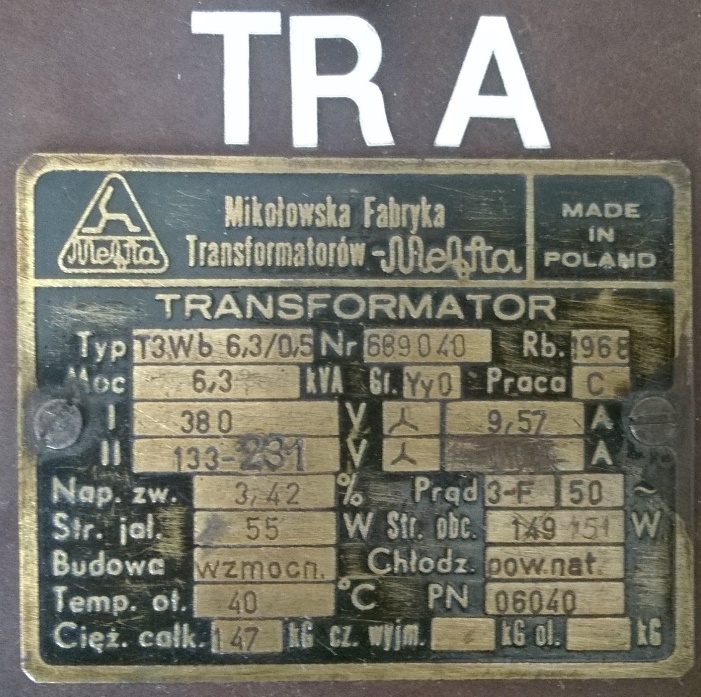 TR A
Mefta
Mikołowska Fabryka
Transformatorów - Mefta
MADE
IN
POLAND
TRANSFORMATOR
Typ T3Wb 6,3/0,5 Nr 689040 Rb. 1968
Moc 6,3 kVA Gr. Yy0 Praca C
I 380 V 9,57 A
II 133-231 V A
Nap. zw. 3,42 % Prąd 3-F 50 ~
Str. jał. 55 W Str. obc. 149 151 W
Budowa wzmocn. Chłodz. pow.nat.
Temp. ot. 40 °C PN 06040
Cięż. całk. 147 kG cz. wyjm. kG ol. kG